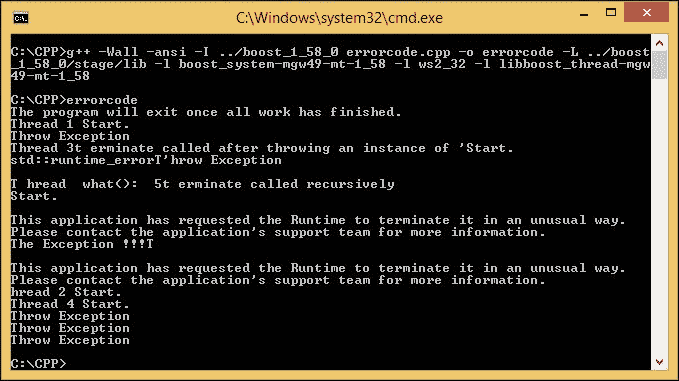 C:\Windows\system32\cmd.exe
C:\CPP>g++ -Wall -ansi -I ../boost_1_58_0 errorcode.cpp -o errorcode -L ../boost
_1_58_0/stage/lib -l boost_system-mgw49-mt-1_58 -l ws2_32 -l libboost_thread-mgw
49-mt-1_58
C:\CPP>errorcode
The program will exit once all work has finished.
Thread 1 Start.
Throw Exception
Thread 3t erminate called after throwing an instance of 'Start.
std::runtime_errorT'hrow Exception
T hread  what():  5t erminate called recursively
Start.
This application has requested the Runtime to terminate it in an unusual way.
Please contact the application's support team for more information.
The Exception !!!T
This application has requested the Runtime to terminate it in an unusual way.
Please contact the application's support team for more information.
hread 2 Start.
Thread 4 Start.
Throw Exception
Throw Exception
Throw Exception
C:\CPP>